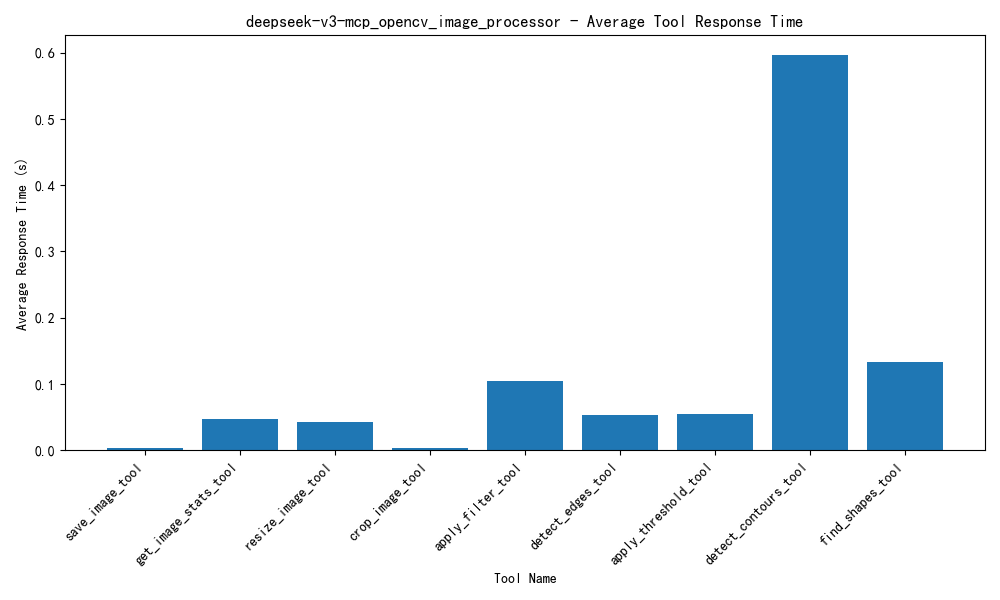 deepseek-v3-mcp_opencv_image_processor - Average Tool Response Time
Average Response Time (s)
0.6
0.5
0.4
0.3
0.2
0.1
0.0
save_image_tool
get_image_stats_tool
resize_image_tool
crop_image_tool
apply_filter_tool
detect_edges_tool
apply_threshold_tool
detect_contours_tool
find_shapes_tool
Tool Name